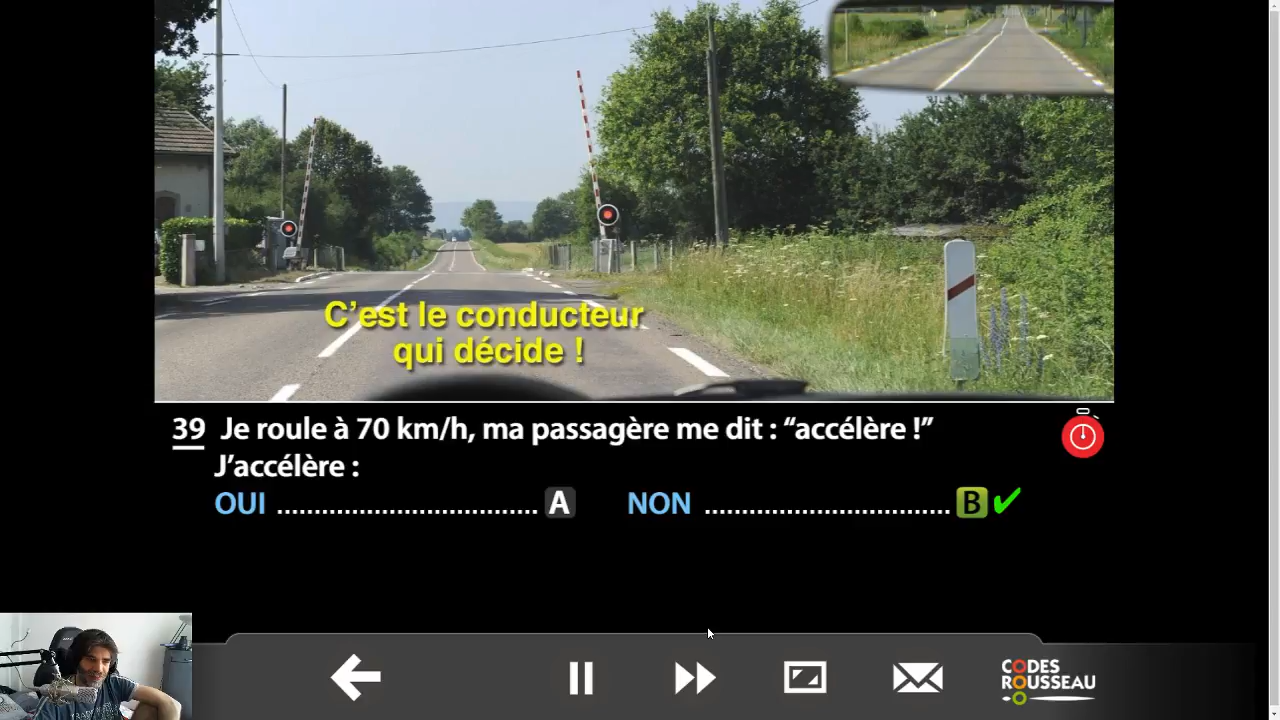 C’est le conducteur
qui décide !
39 Je roule à 70 km/h, ma passagère me dit : “accélère !”
J’accélère :
OUI .................................. A NON ................................ B ✔
CODES
ROUSSEAU